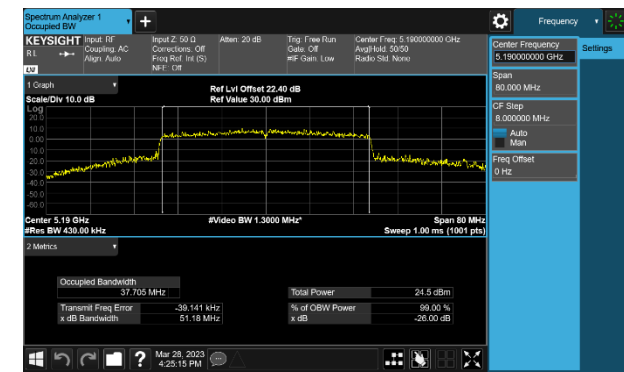 Spectrum Analyzer 1
Occupied BW
+
Frequency
KEYSIGHT
RL
Input: RF
Coupling: AC
Align: Auto
Input Z: 50 Ω
Corrections: Off
Freq Ref: Int (S)
NFE: Off
Atten: 20 dB
Trig: Free Run
Gate: Off
#IF Gain: Low
Center Freq: 5.190000000 GHz
Avg|Hold: 50/50
Radio Std: None
LW
Center Frequency
5.190000000 GHz
Settings
Span
80.000 MHz
CF Step
8.000000 MHz
Auto
Man
Freq Offset
0 Hz
1 Graph
Scale/Div 10.0 dB
Ref Lvl Offset 22.40 dB
Ref Value 30.00 dBm
Log
20.0
10.0
0.00
-10.0
-20.0
-30.0
-40.0
-50.0
-60.0
Center 5.19 GHz
#Video BW 1.3000 MHz*
Span 80 MHz
#Res BW 430.00 kHz
Sweep 1.00 ms (1001 pts)
2 Metrics
Occupied Bandwidth
37.705 MHz
Total Power 24.5 dBm
Transmit Freq Error -39.141 kHz
% of OBW Power 99.00 %
x dB Bandwidth 51.18 MHz
x dB -26.00 dB
?
Mar 28, 2023
4:25:15 PM